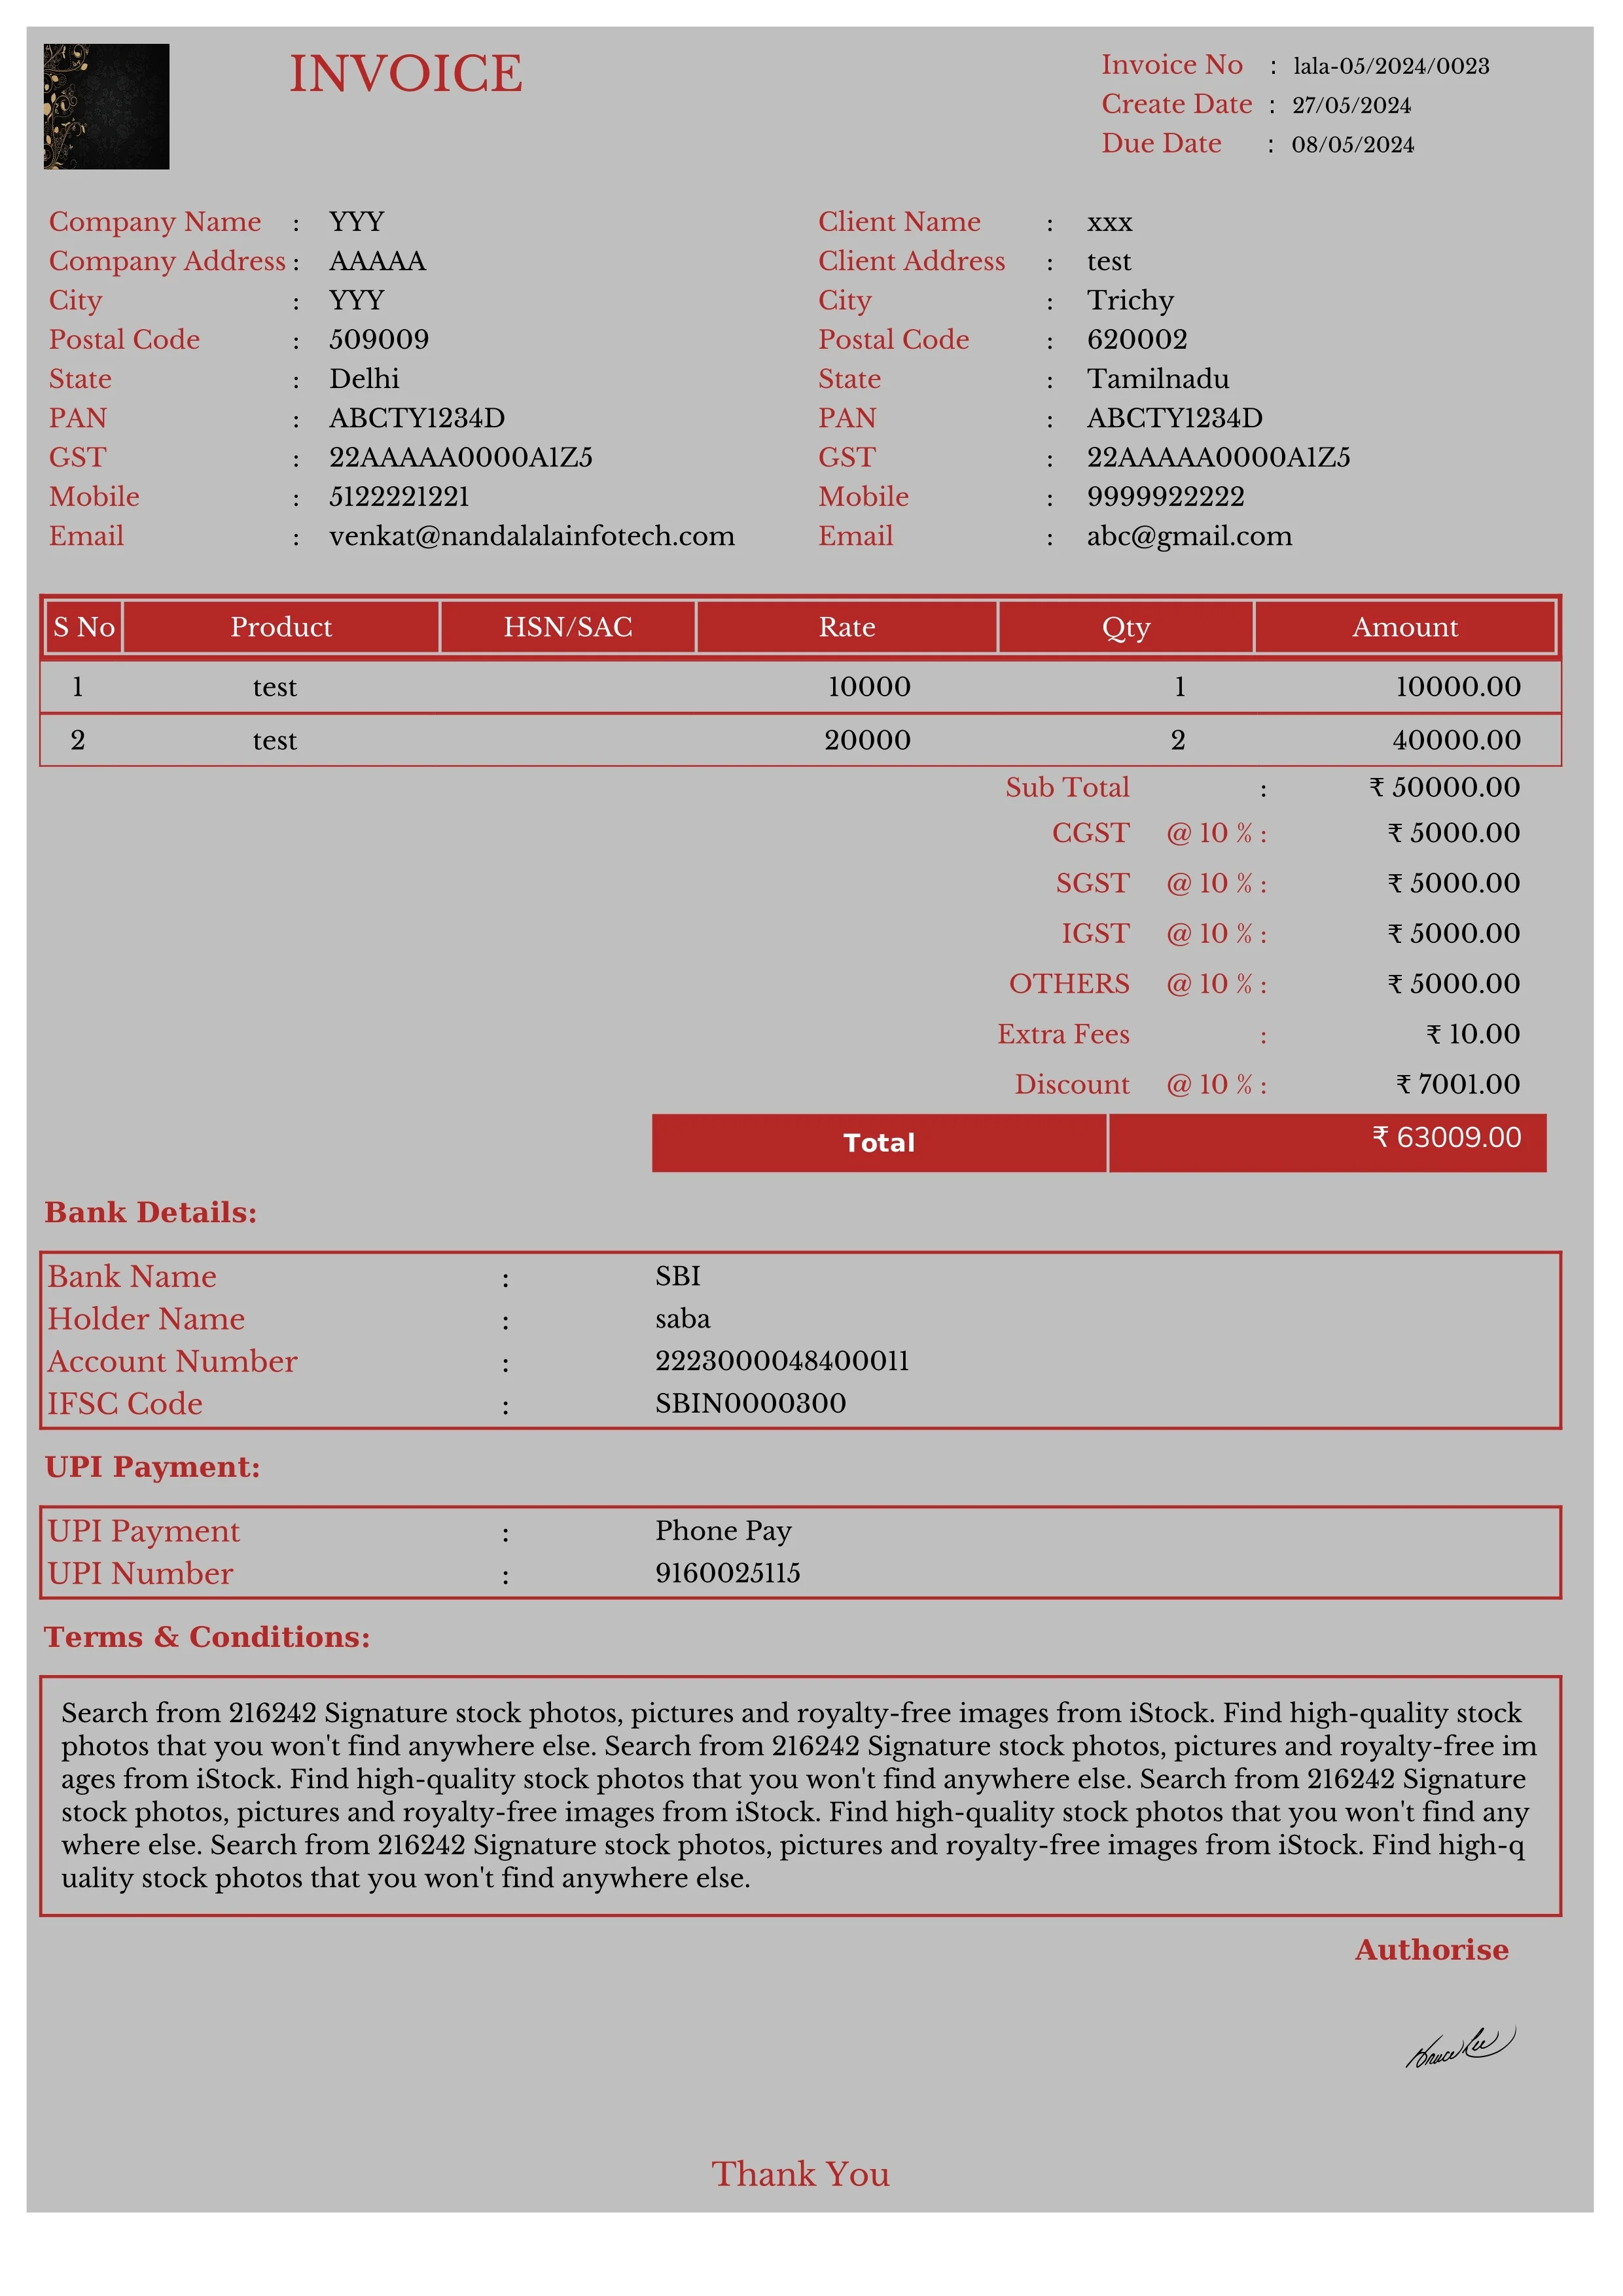 INVOICE
Invoice No : lala-05/2024/0023
Create Date : 27/05/2024
Due Date : 08/05/2024
Company Name : YYY
Company Address : AAAAA
City : YYY
Postal Code : 509009
State : Delhi
PAN : ABCTY1234D
GST : 22AAAAA0000A1Z5
Mobile : 5122221221
Email : venkat@nandalalainfotech.com
Client Name : xxx
Client Address : test
City : Trichy
Postal Code : 620002
State : Tamilnadu
PAN : ABCTY1234D
GST : 22AAAAA0000A1Z5
Mobile : 9999922222
Email : abc@gmail.com
S No Product HSN/SAC Rate Qty Amount
1 test 10000 1 10000.00
2 test 20000 2 40000.00
Sub Total : ₹ 50000.00
CGST @ 10 % : ₹ 5000.00
SGST @ 10 % : ₹ 5000.00
IGST @ 10 % : ₹ 5000.00
OTHERS @ 10 % : ₹ 5000.00
Extra Fees : ₹ 10.00
Discount @ 10 % : ₹ 7001.00
Total ₹ 63009.00
Bank Details:
Bank Name : SBI
Holder Name : saba
Account Number : 2223000048400011
IFSC Code : SBIN0000300
UPI Payment:
UPI Payment : Phone Pay
UPI Number : 9160025115
Terms & Conditions:
Search from 216242 Signature stock photos, pictures and royalty-free images from iStock. Find high-quality stock
photos that you won't find anywhere else. Search from 216242 Signature stock photos, pictures and royalty-free im
ages from iStock. Find high-quality stock photos that you won't find anywhere else. Search from 216242 Signature
stock photos, pictures and royalty-free images from iStock. Find high-quality stock photos that you won't find any
where else. Search from 216242 Signature stock photos, pictures and royalty-free images from iStock. Find high-q
uality stock photos that you won't find anywhere else.
Authorise
Bruce Lee
Thank You